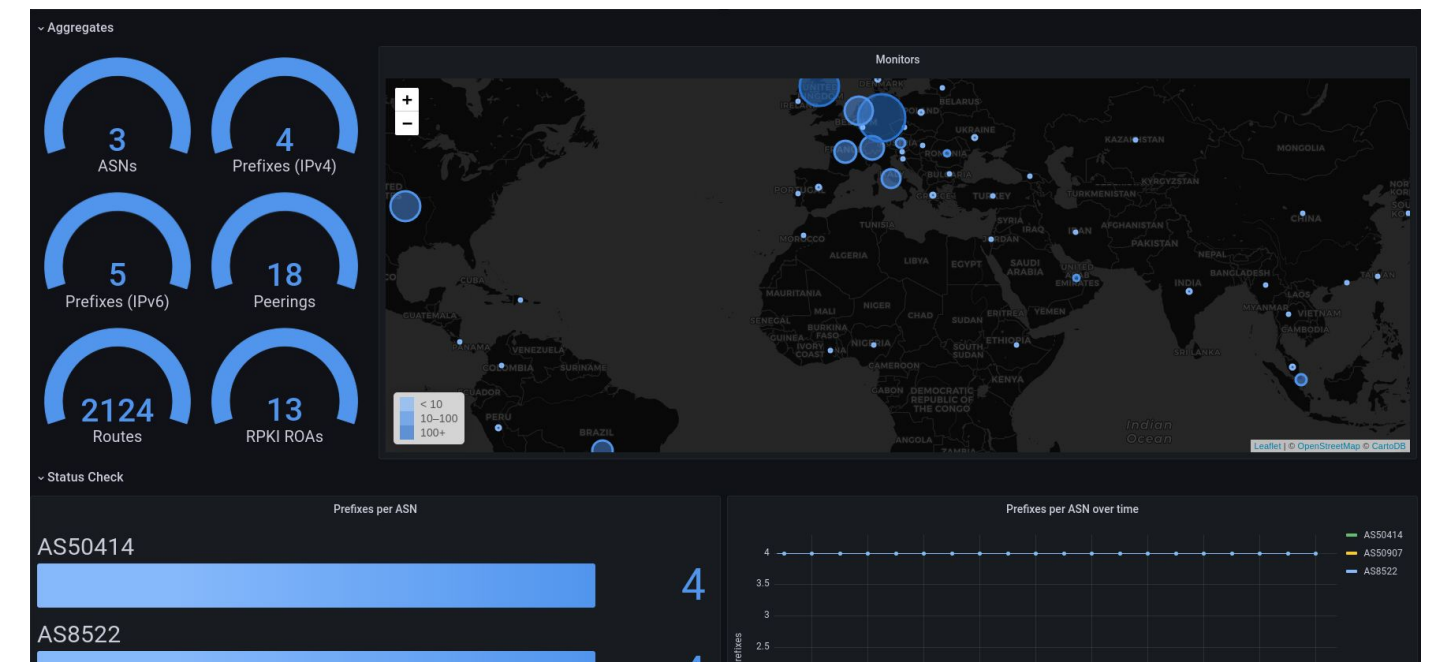 Aggregates
3
ASNs
4
Prefixes (IPv4)
5
Prefixes (IPv6)
18
Peerings
2124
Routes
13
RPKI ROAs
Monitors
+
−
DENMARK
BELARUS
UKRAINE
KAZAKHSTAN
MONGOLIA
KYRGYZSTAN
TURKMENISTAN
PORTUGAL
BULGARIA
GREECE
TURKEY
TUNISIA
SYRIA
IRAQ
IRAN
AFGHANISTAN
CHINA
MOROCCO
JORDAN
PAKISTAN
ALGERIA
LIBYA
EGYPT
SAUDI
ARABIA
UNITED
ARAB
EMIRATES
NEPAL
BANGLADESH
INDIA
TAIWAN
CUBA
MAURITANIA
MALI
NIGER
CHAD
SUDAN
ERITREA
YEMEN
MYANMAR
LAOS
VIETNAM
GUATEMALA
SENEGAL
BURKINA
FASO
GUINEA
IVORY
COAST
NIGERIA
SOUTH
SUDAN
ETHIOPIA
CAMBODIA
SRI LANKA
PANAMA
VENEZUELA
COLOMBIA
SURINAME
CAMEROON
KENYA
GABON
DEMOCRATIC
REPUBLIC OF
THE CONGO
PERU
BRAZIL
ANGOLA
Indian
Ocean
< 10
10–100
100+
Leaflet | © OpenStreetMap © CartoDB
Status Check
Prefixes per ASN
AS50414
4
AS8522
Prefixes per ASN over time
4
3.5
3
2.5
AS50414
AS50907
AS8522